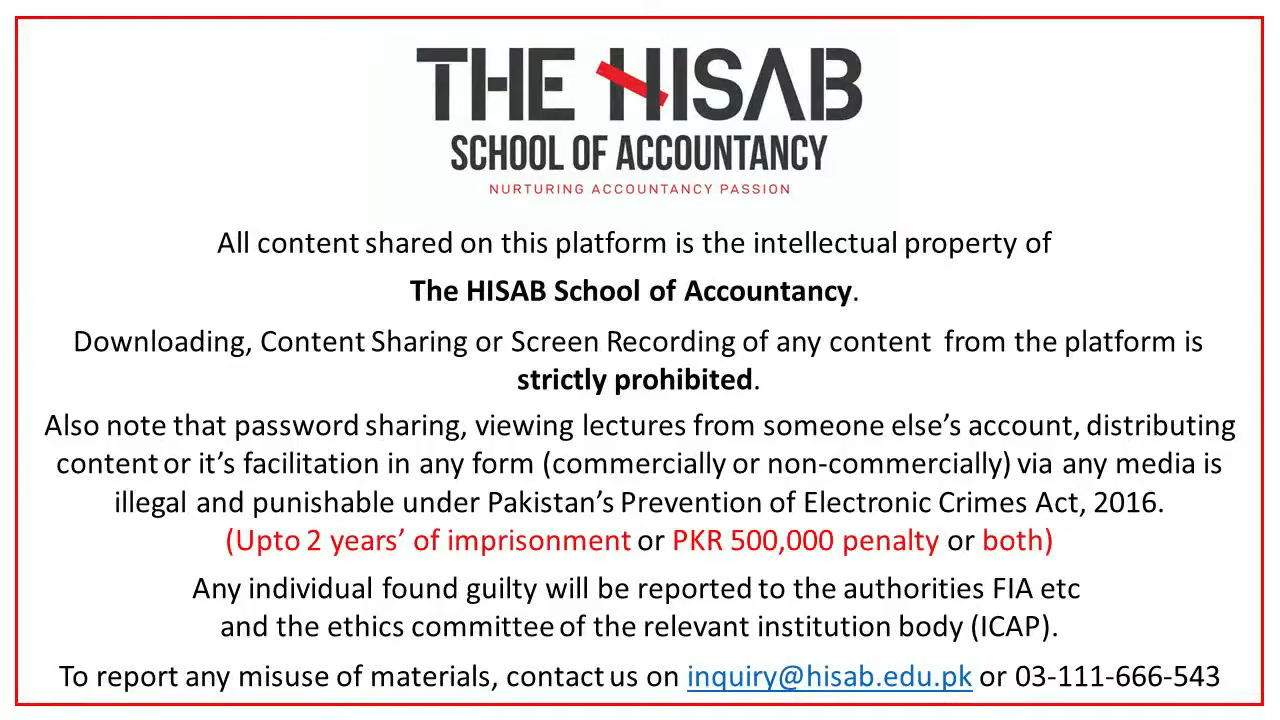 THE HISAB
SCHOOL OF ACCOUNTANCY
NURTURING ACCOUNTANCY PASSION
All content shared on this platform is the intellectual property of
The HISAB School of Accountancy.
Downloading, Content Sharing or Screen Recording of any content from the platform is
strictly prohibited.
Also note that password sharing, viewing lectures from someone else’s account, distributing
content or it’s facilitation in any form (commercially or non-commercially) via any media is
illegal and punishable under Pakistan’s Prevention of Electronic Crimes Act, 2016.
(Upto 2 years’ of imprisonment or PKR 500,000 penalty or both)
Any individual found guilty will be reported to the authorities FIA etc
and the ethics committee of the relevant institution body (ICAP).
To report any misuse of materials, contact us on inquiry@hisab.edu.pk or 03-111-666-543